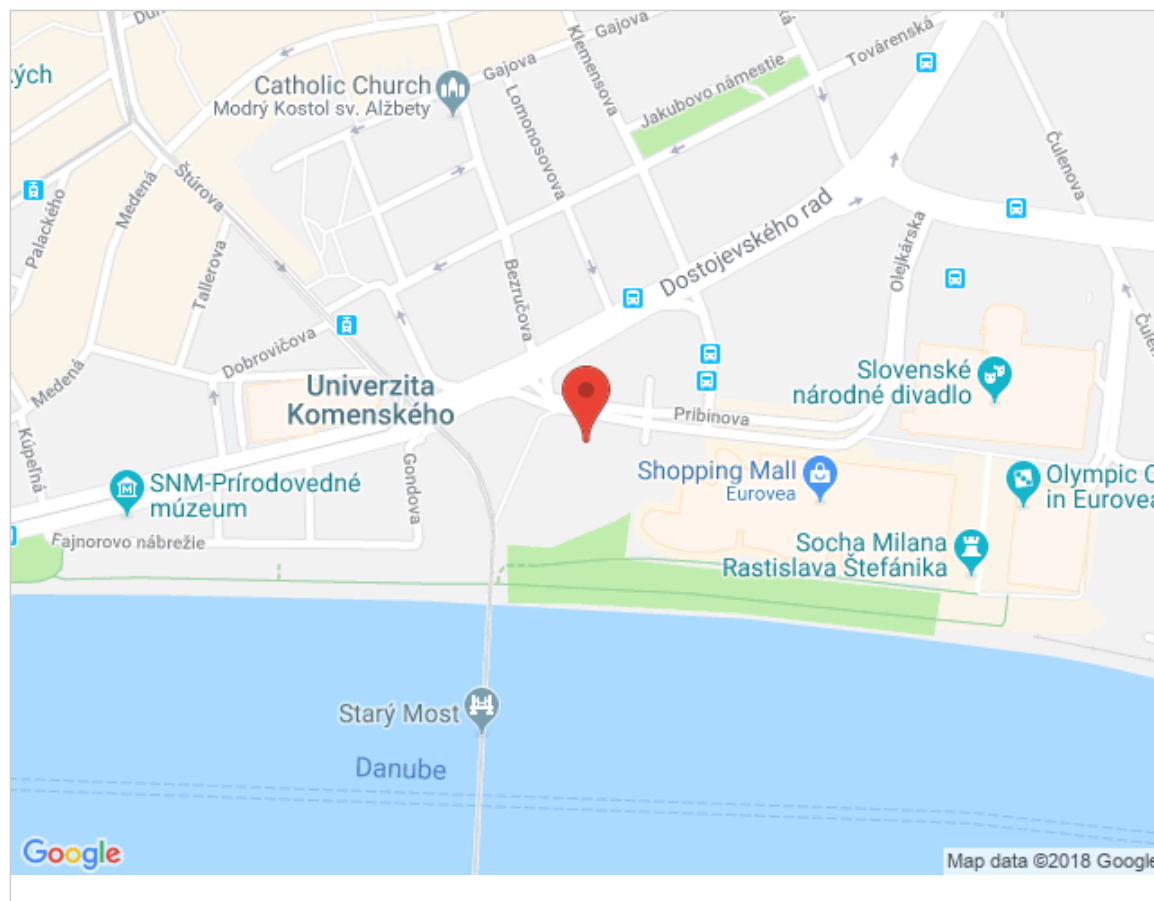 Gajova
Klemensova
Továrenská
kých
Catholic Church
Modrý Kostol sv. Alžbety
Gajova
Jakubovo námestie
Lomonosovova
Čulenova
Štúrova
Medená
Palackého
Tallerova
Bezručova
Dostojevského rad
Olejkárska
Dobrovičova
Medená
Univerzita
Komenského
Slovenské
národné divadlo
Pribinova
Kúpeľná
Gondova
Shopping Mall
Eurovea
SNM-Prírodovedné
múzeum
Olympic C
in Eurovea
Fajnorovo nábrežie
Socha Milana
Rastislava Štefánika
Starý Most
Danube
Google
Map data ©2018 Google